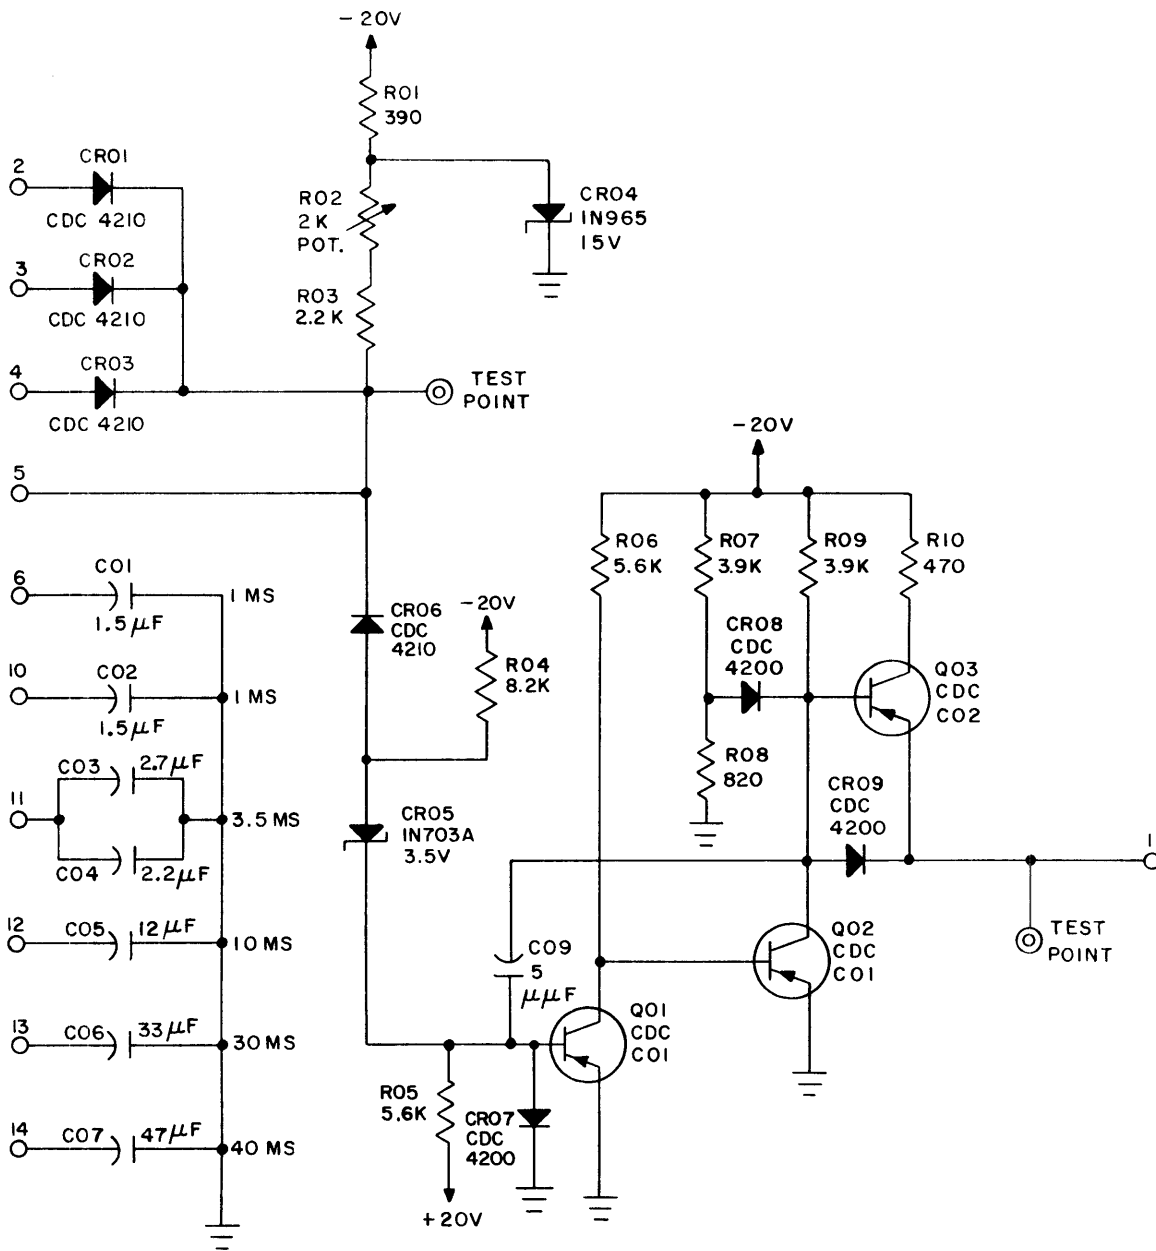 -20V
R01
390
2
CR01
CDC 4210
R02
2K
POT.
CR04
1N965
15V
3
CR02
CDC 4210
R03
2.2K
4
CR03
CDC 4210
TEST
POINT
-20V
5
R06
5.6K
R07
3.9K
R09
3.9K
R10
470
6
C01
1.5μF
1 MS
CR06
CDC
4210
-20V
R04
8.2K
CR08
CDC
4200
Q03
CDC
C02
10
C02
1.5μF
1 MS
R08
820
11
C03
2.7μF
C04
2.2μF
3.5 MS
CR05
1N703A
3.5V
CR09
CDC
4200
1
12
C05
12μF
10 MS
C09
5
μμF
Q02
CDC
C01
TEST
POINT
13
C06
33μF
30 MS
Q01
CDC
C01
R05
5.6K
CR07
CDC
4200
14
C07
47μF
40 MS
+20V